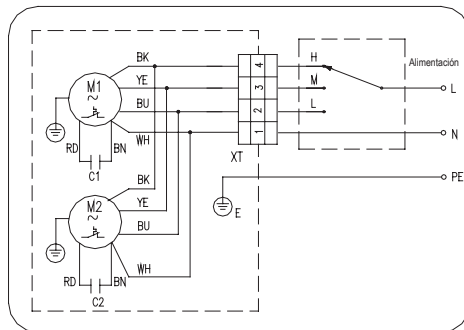 BK
YE
BU
WH
M1
RD
BN
C1
4
3
2
1
XT
H
M
L
Alimentación
L
N
PE
E
BK
YE
BU
WH
M2
RD
BN
C2